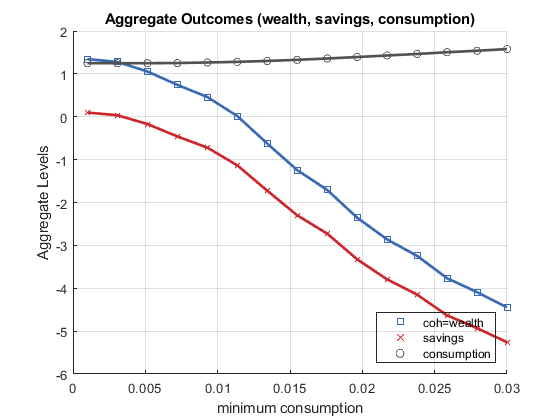 Aggregate Outcomes (wealth, savings, consumption)
2
1
0
-1
-2
-3
-4
-5
-6
Aggregate Levels
coh=wealth
savings
consumption
0
0.005
0.01
0.015
0.02
0.025
0.03
minimum consumption